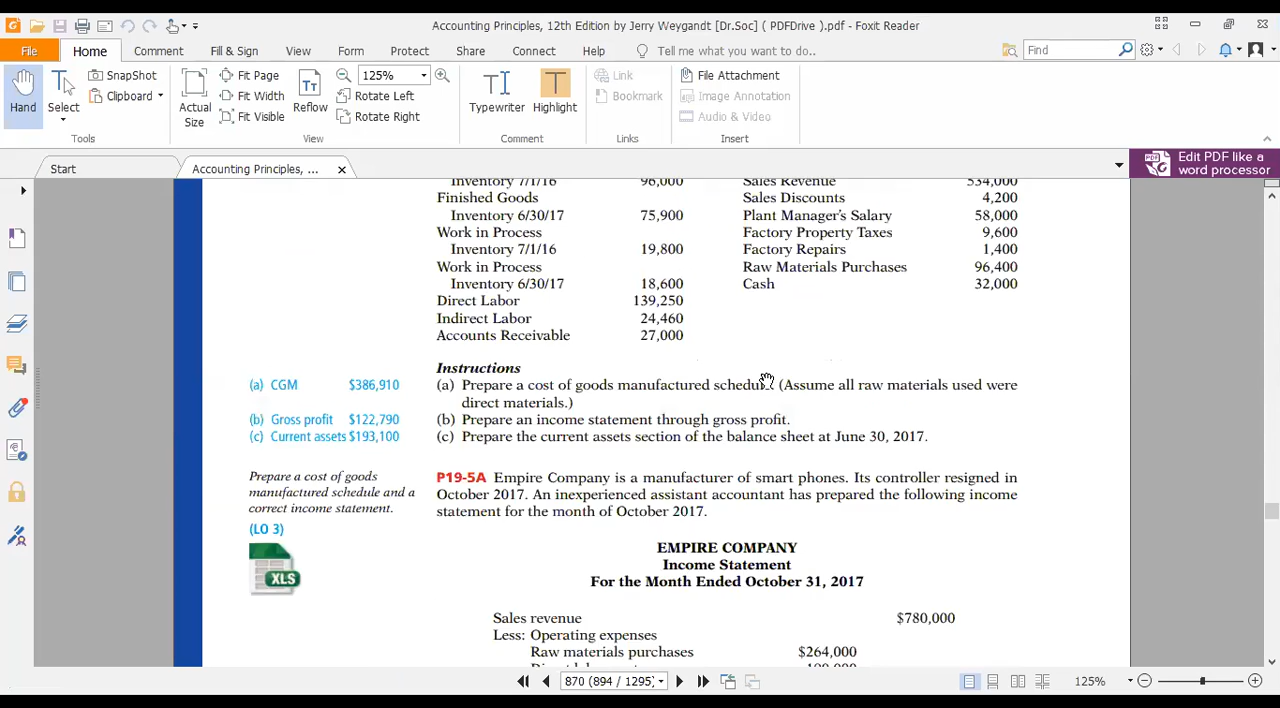 Accounting Principles, 12th Edition by Jerry Weygandt [Dr.Soc] ( PDFDrive ).pdf - Foxit Reader
File Home Comment Fill & Sign View Form Protect Share Connect Help Tell me what you want to do.. Find
Hand
Select
SnapShot
Clipboard
Tools
Actual Size
Fit Page
Fit Width
Fit Visible
Reflow
125%
Rotate Left
Rotate Right
View
Typewriter
Highlight
Comment
Link
Bookmark
Links
File Attachment
Image Annotation
Audio & Video
Insert
Start
Accounting Principles, ...
Edit PDF like a
word processor
Inventory 7/1/16 96,000 Sales Revenue 534,000
Finished Goods Sales Discounts 4,200
Inventory 6/30/17 75,900 Plant Manager's Salary 58,000
Work in Process Factory Property Taxes 9,600
Inventory 7/1/16 19,800 Factory Repairs 1,400
Work in Process Raw Materials Purchases 96,400
Inventory 6/30/17 18,600 Cash 32,000
Direct Labor 139,250
Indirect Labor 24,460
Accounts Receivable 27,000
Instructions
(a) CGM $386,910 (a) Prepare a cost of goods manufactured schedule. (Assume all raw materials used were
direct materials.)
(b) Gross profit $122,790 (b) Prepare an income statement through gross profit.
(c) Current assets $193,100 (c) Prepare the current assets section of the balance sheet at June 30, 2017.
Prepare a cost of goods
manufactured schedule and a
correct income statement.
(LO 3)
XLS
P19-5A Empire Company is a manufacturer of smart phones. Its controller resigned in
October 2017. An inexperienced assistant accountant has prepared the following income
statement for the month of October 2017.
EMPIRE COMPANY
Income Statement
For the Month Ended October 31, 2017
Sales revenue $780,000
Less: Operating expenses
Raw materials purchases $264,000
870 (894 / 1295)
125%